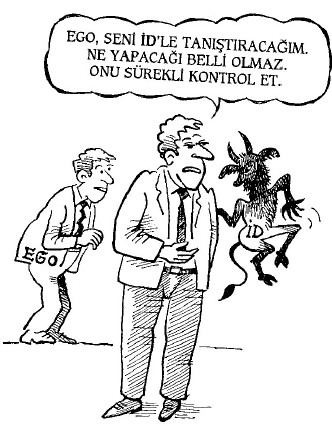 EGO, SENİ İD'LE TANIŞTIRACAĞIM.
NE YAPACAĞI BELLİ OLMAZ.
ONU SÜREKLİ KONTROL ET.
EGO
İD